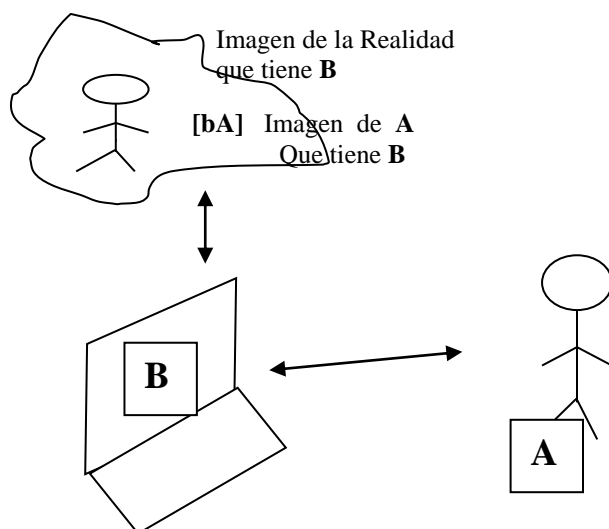 Imagen de la Realidad
que tiene B
[bA] Imagen de A
Que tiene B
B
A